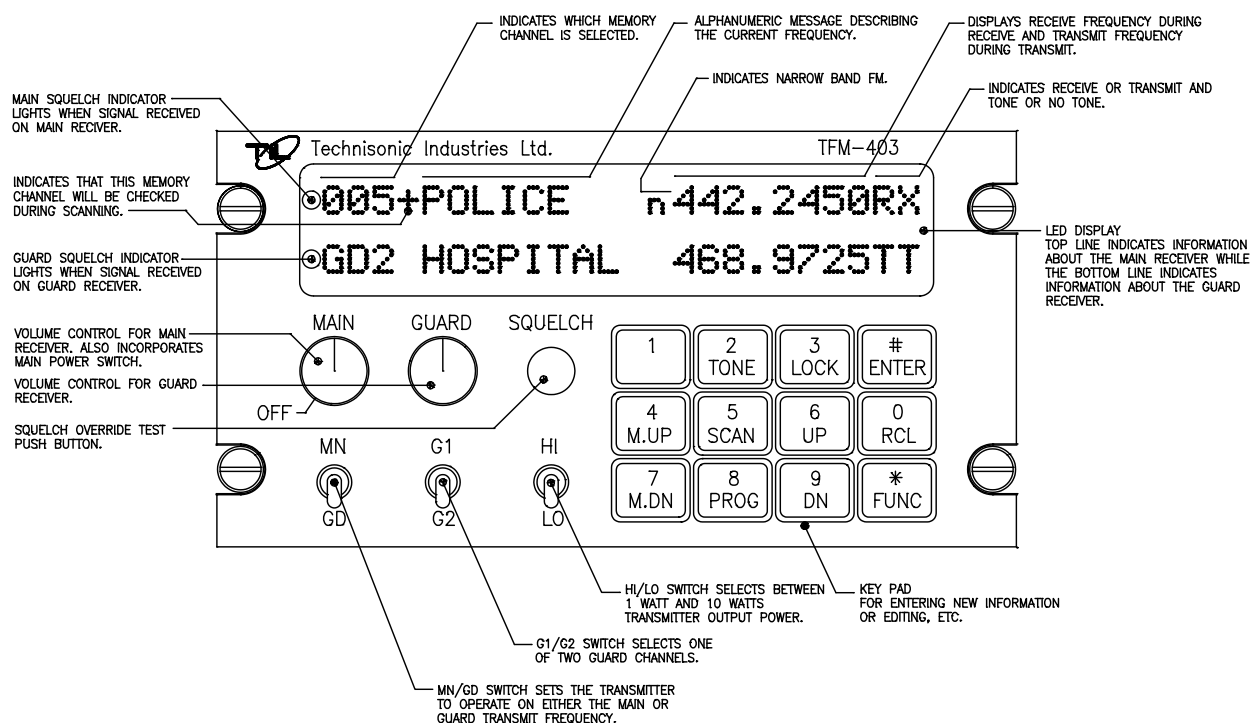 INDICATES WHICH MEMORY
CHANNEL IS SELECTED.
ALPHANUMERIC MESSAGE DESCRIBING
THE CURRENT FREQUENCY.
DISPLAYS RECEIVE FREQUENCY DURING
RECEIVE AND TRANSMIT FREQUENCY
DURING TRANSMIT.
INDICATES NARROW BAND FM.
INDICATES RECEIVE OR TRANSMIT AND
TONE OR NO TONE.
MAIN SQUELCH INDICATOR
LIGHTS WHEN SIGNAL RECEIVED
ON MAIN RECIVER.
INDICATES THAT THIS MEMORY
CHANNEL WILL BE CHECKED
DURING SCANNING.
GUARD SQUELCH INDICATOR
LIGHTS WHEN SIGNAL RECEIVED
ON GUARD RECEIVER.
VOLUME CONTROL FOR MAIN
RECEIVER. ALSO INCORPORATES
MAIN POWER SWITCH.
VOLUME CONTROL FOR GUARD
RECEIVER.
SQUELCH OVERRIDE TEST
PUSH BUTTON.
TiL Technisonic Industries Ltd. TFM-403
005+POLICE n442.2450RX
GD2 HOSPITAL 468.9725TT
LED DISPLAY
TOP LINE INDICATES INFORMATION
ABOUT THE MAIN RECEIVER WHILE
THE BOTTOM LINE INDICATES
INFORMATION ABOUT THE GUARD
RECEIVER.
MAIN GUARD SQUELCH
OFF
MN G1 HI
GD G2 LO
1 2 3 #
TONE LOCK ENTER
4 5 6 0
M.UP SCAN UP RCL
7 8 9 *
M.DN PROG DN FUNC
HI/LO SWITCH SELECTS BETWEEN
1 WATT AND 10 WATTS
TRANSMITTER OUTPUT POWER.
KEY PAD
FOR ENTERING NEW INFORMATION
OR EDITING, ETC.
G1/G2 SWITCH SELECTS ONE
OF TWO GUARD CHANNELS.
MN/GD SWITCH SETS THE TRANSMITTER
TO OPERATE ON EITHER THE MAIN OR
GUARD TRANSMIT FREQUENCY.